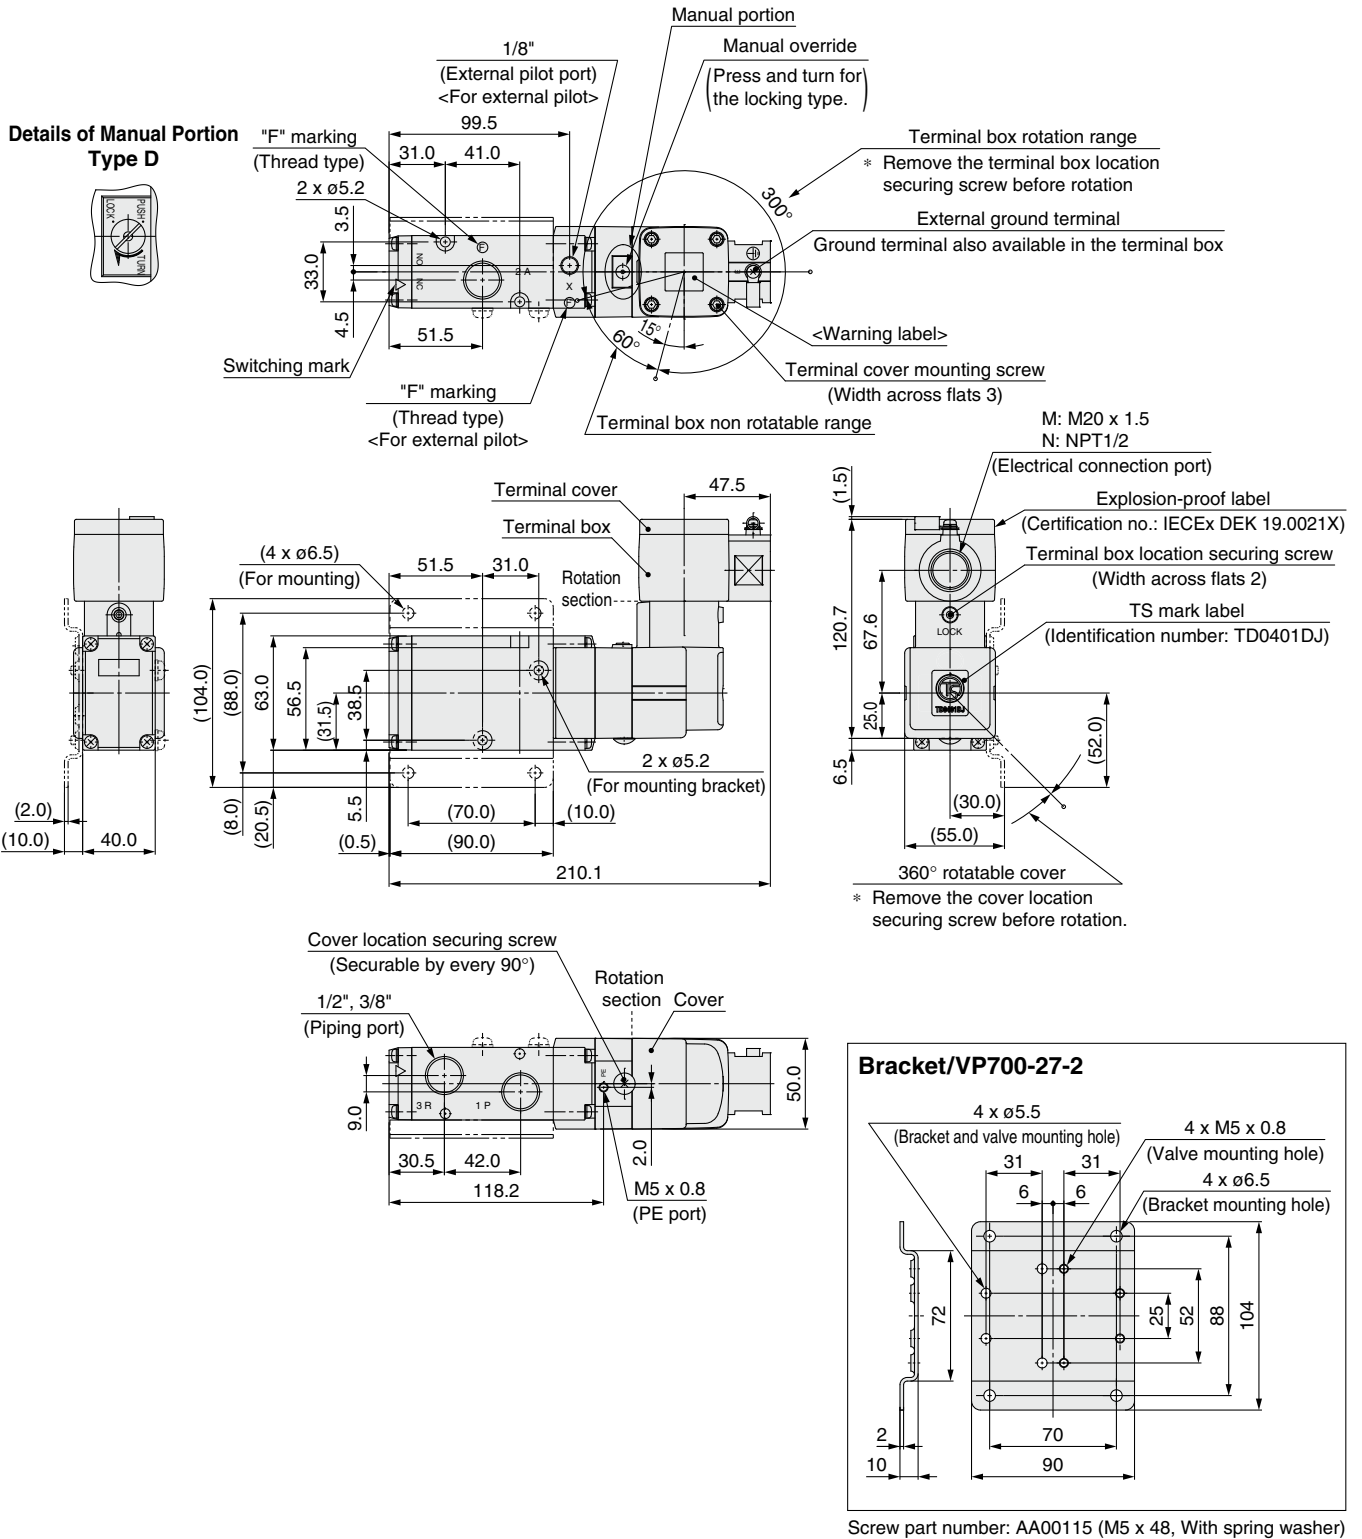 Manual portion
1/8"
(External pilot port)
<For external pilot>
Manual override
(Press and turn for
the locking type.)
Details of Manual Portion
Type D
PUSH
LOCK
TURN
"F" marking
(Thread type)
2 x ø5.2
99.5
31.0
41.0
3.5
33.0
4.5
51.5
NO
NC
F
2 A
X
F
E
300°
15°
60°
Terminal box rotation range
* Remove the terminal box location
securing screw before rotation
External ground terminal
Ground terminal also available in the terminal box
<Warning label>
Switching mark
"F" marking
(Thread type)
<For external pilot>
Terminal cover mounting screw
(Width across flats 3)
Terminal box non rotatable range
M: M20 x 1.5
N: NPT1/2
(Electrical connection port)
Terminal cover
Terminal box
47.5
(1.5)
Explosion-proof label
(Certification no.: IECEx DEK 19.0021X)
Terminal box location securing screw
(Width across flats 2)
TS mark label
(Identification number: TD0401DJ)
(4 x ø6.5)
(For mounting)
51.5
31.0
Rotation
section
120.7
67.6
25.0
6.5
LOCK
TS
TD0401DJ
(52.0)
(104.0)
(88.0)
63.0
56.5
(31.5)
38.5
2 x ø5.2
(For mounting bracket)
(2.0)
(10.0)
40.0
(8.0)
(20.5)
5.5
(70.0)
(10.0)
(0.5)
(90.0)
210.1
(30.0)
(55.0)
360° rotatable cover
* Remove the cover location
securing screw before rotation.
Cover location securing screw
(Securable by every 90°)
1/2", 3/8"
(Piping port)
Rotation
section
Cover
PE
3 R
1 P
9.0
50.0
2.0
30.5
42.0
118.2
M5 x 0.8
(PE port)
Bracket/VP700-27-2
4 x ø5.5
(Bracket and valve mounting hole)
4 x M5 x 0.8
(Valve mounting hole)
31
31
4 x ø6.5
(Bracket mounting hole)
6
6
72
25
52
88
104
2
10
70
90
Screw part number: AA00115 (M5 x 48, With spring washer)